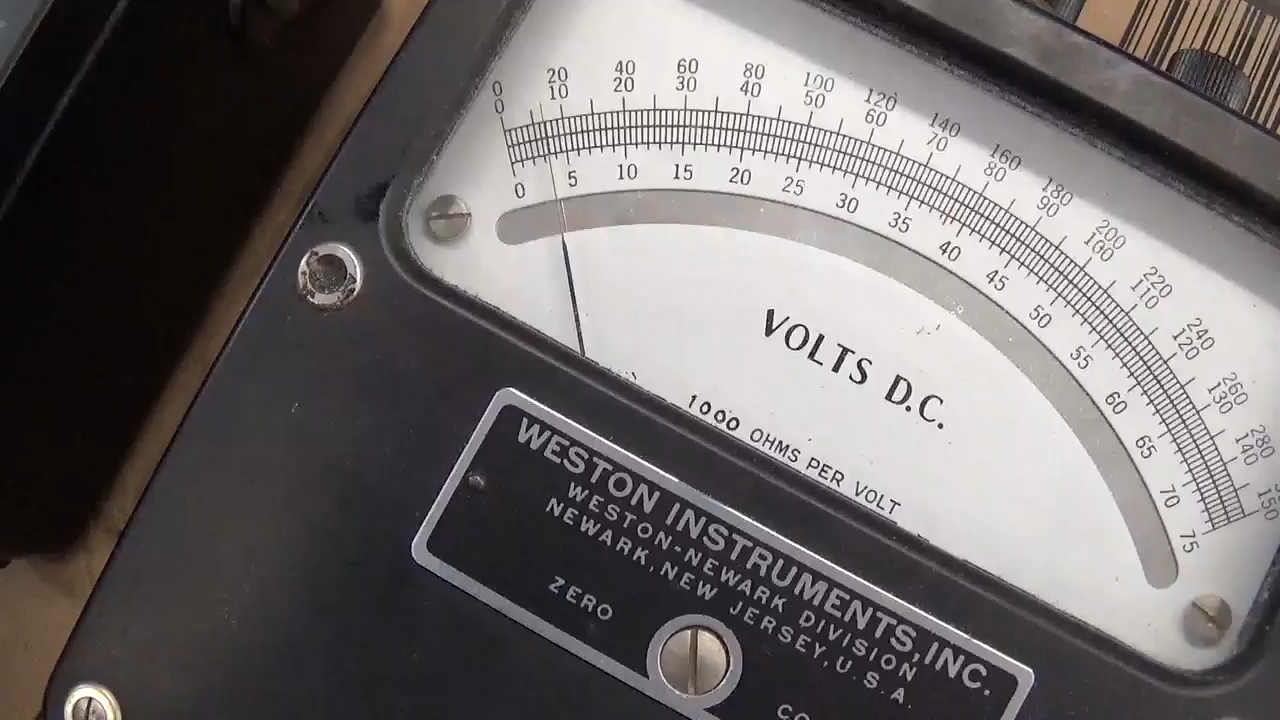 0 20 40 60 80 100 120 140 160 180 200 220 240 260 280
0 10 20 30 40 50 60 70 80 90 100 110 120 130 140 150
0 5 10 15 20 25 30 35 40 45 50 55 60 65 70 75
VOLTS D.C.
1000 OHMS PER VOLT
WESTON INSTRUMENTS, INC.
WESTON-NEWARK DIVISION
NEWARK, NEW JERSEY, U.S.A.
ZERO